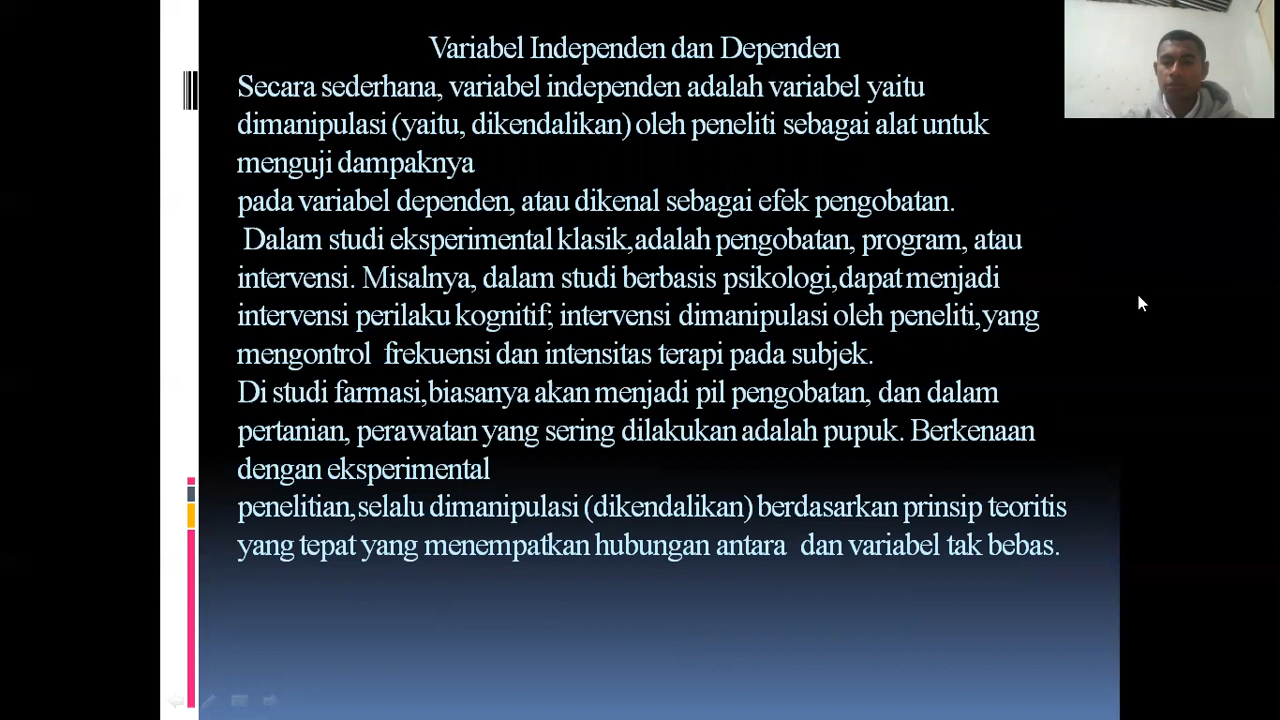 Variabel Independen dan Dependen
Secara sederhana, variabel independen adalah variabel yaitu
dimanipulasi (yaitu, dikendalikan) oleh peneliti sebagai alat untuk
menguji dampaknya
pada variabel dependen, atau dikenal sebagai efek pengobatan.
Dalam studi eksperimental klasik,adalah pengobatan, program, atau
intervensi. Misalnya, dalam studi berbasis psikologi,dapat menjadi
intervensi perilaku kognitif; intervensi dimanipulasi oleh peneliti,yang
mengontrol frekuensi dan intensitas terapi pada subjek.
Di studi farmasi,biasanya akan menjadi pil pengobatan, dan dalam
pertanian, perawatan yang sering dilakukan adalah pupuk. Berkenaan
dengan eksperimental
penelitian,selalu dimanipulasi (dikendalikan) berdasarkan prinsip teoritis
yang tepat yang menempatkan hubungan antara dan variabel tak bebas.